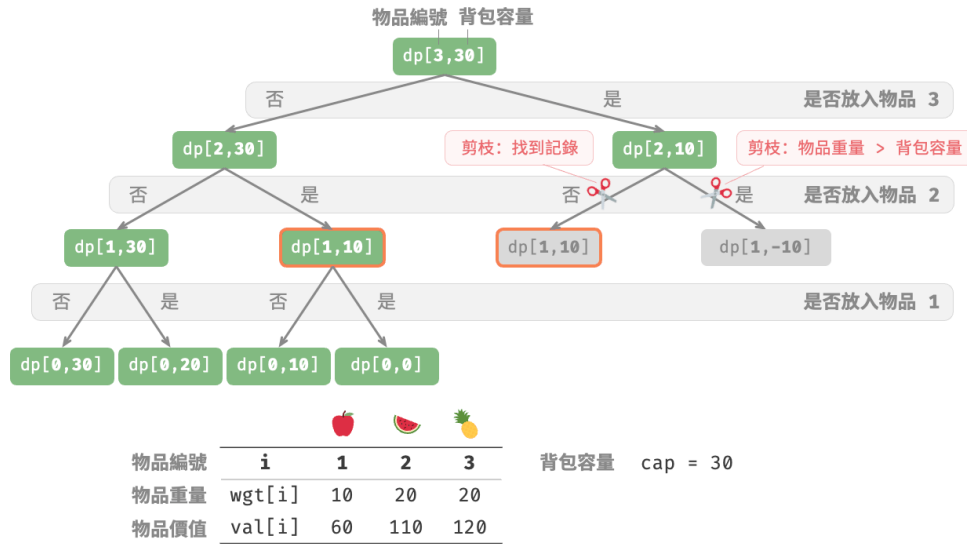 物品編號 背包容量
dp[3,30]
否 是 是否放入物品 3
dp[2,30] 剪枝：找到記錄 dp[2,10] 剪枝：物品重量 > 背包容量
否 是 否 是 是否放入物品 2
dp[1,30] dp[1,10] dp[1,10] dp[1,-10]
否 是 否 是 是否放入物品 1
dp[0,30] dp[0,20] dp[0,10] dp[0,0]
物品編號 i 1 2 3 背包容量 cap = 30
物品重量 wgt[i] 10 20 20
物品價值 val[i] 60 110 120